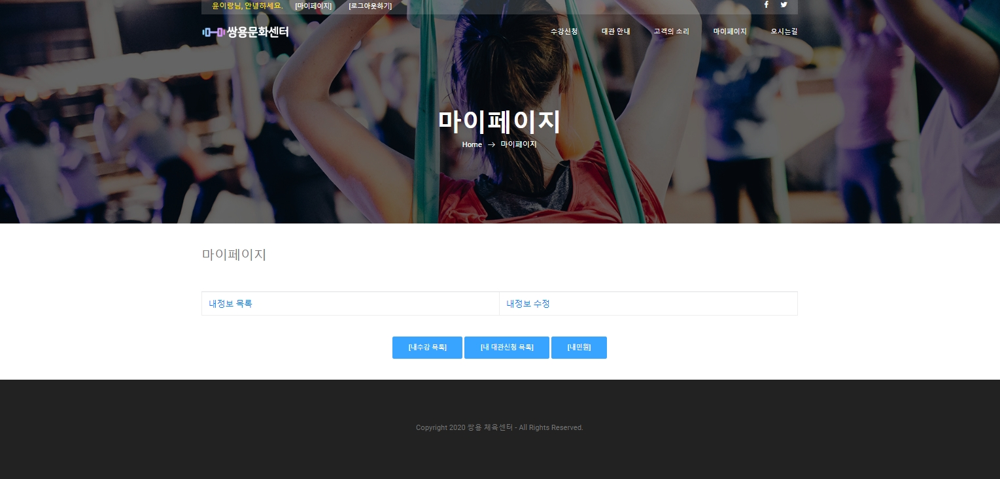 윤이랑님, 안녕하세요. [마이페이지] [로그아웃하기]
쌍용문화센터 수강신청 대관 안내 고객의 소리 마이페이지 오시는길
마이페이지
Home → 마이페이지
마이페이지
내정보 목록 내정보 수정
[내수강 목록] [내 대관신청 목록] [내민원]
Copyright 2020 쌍용 체육센터 - All Rights Reserved.